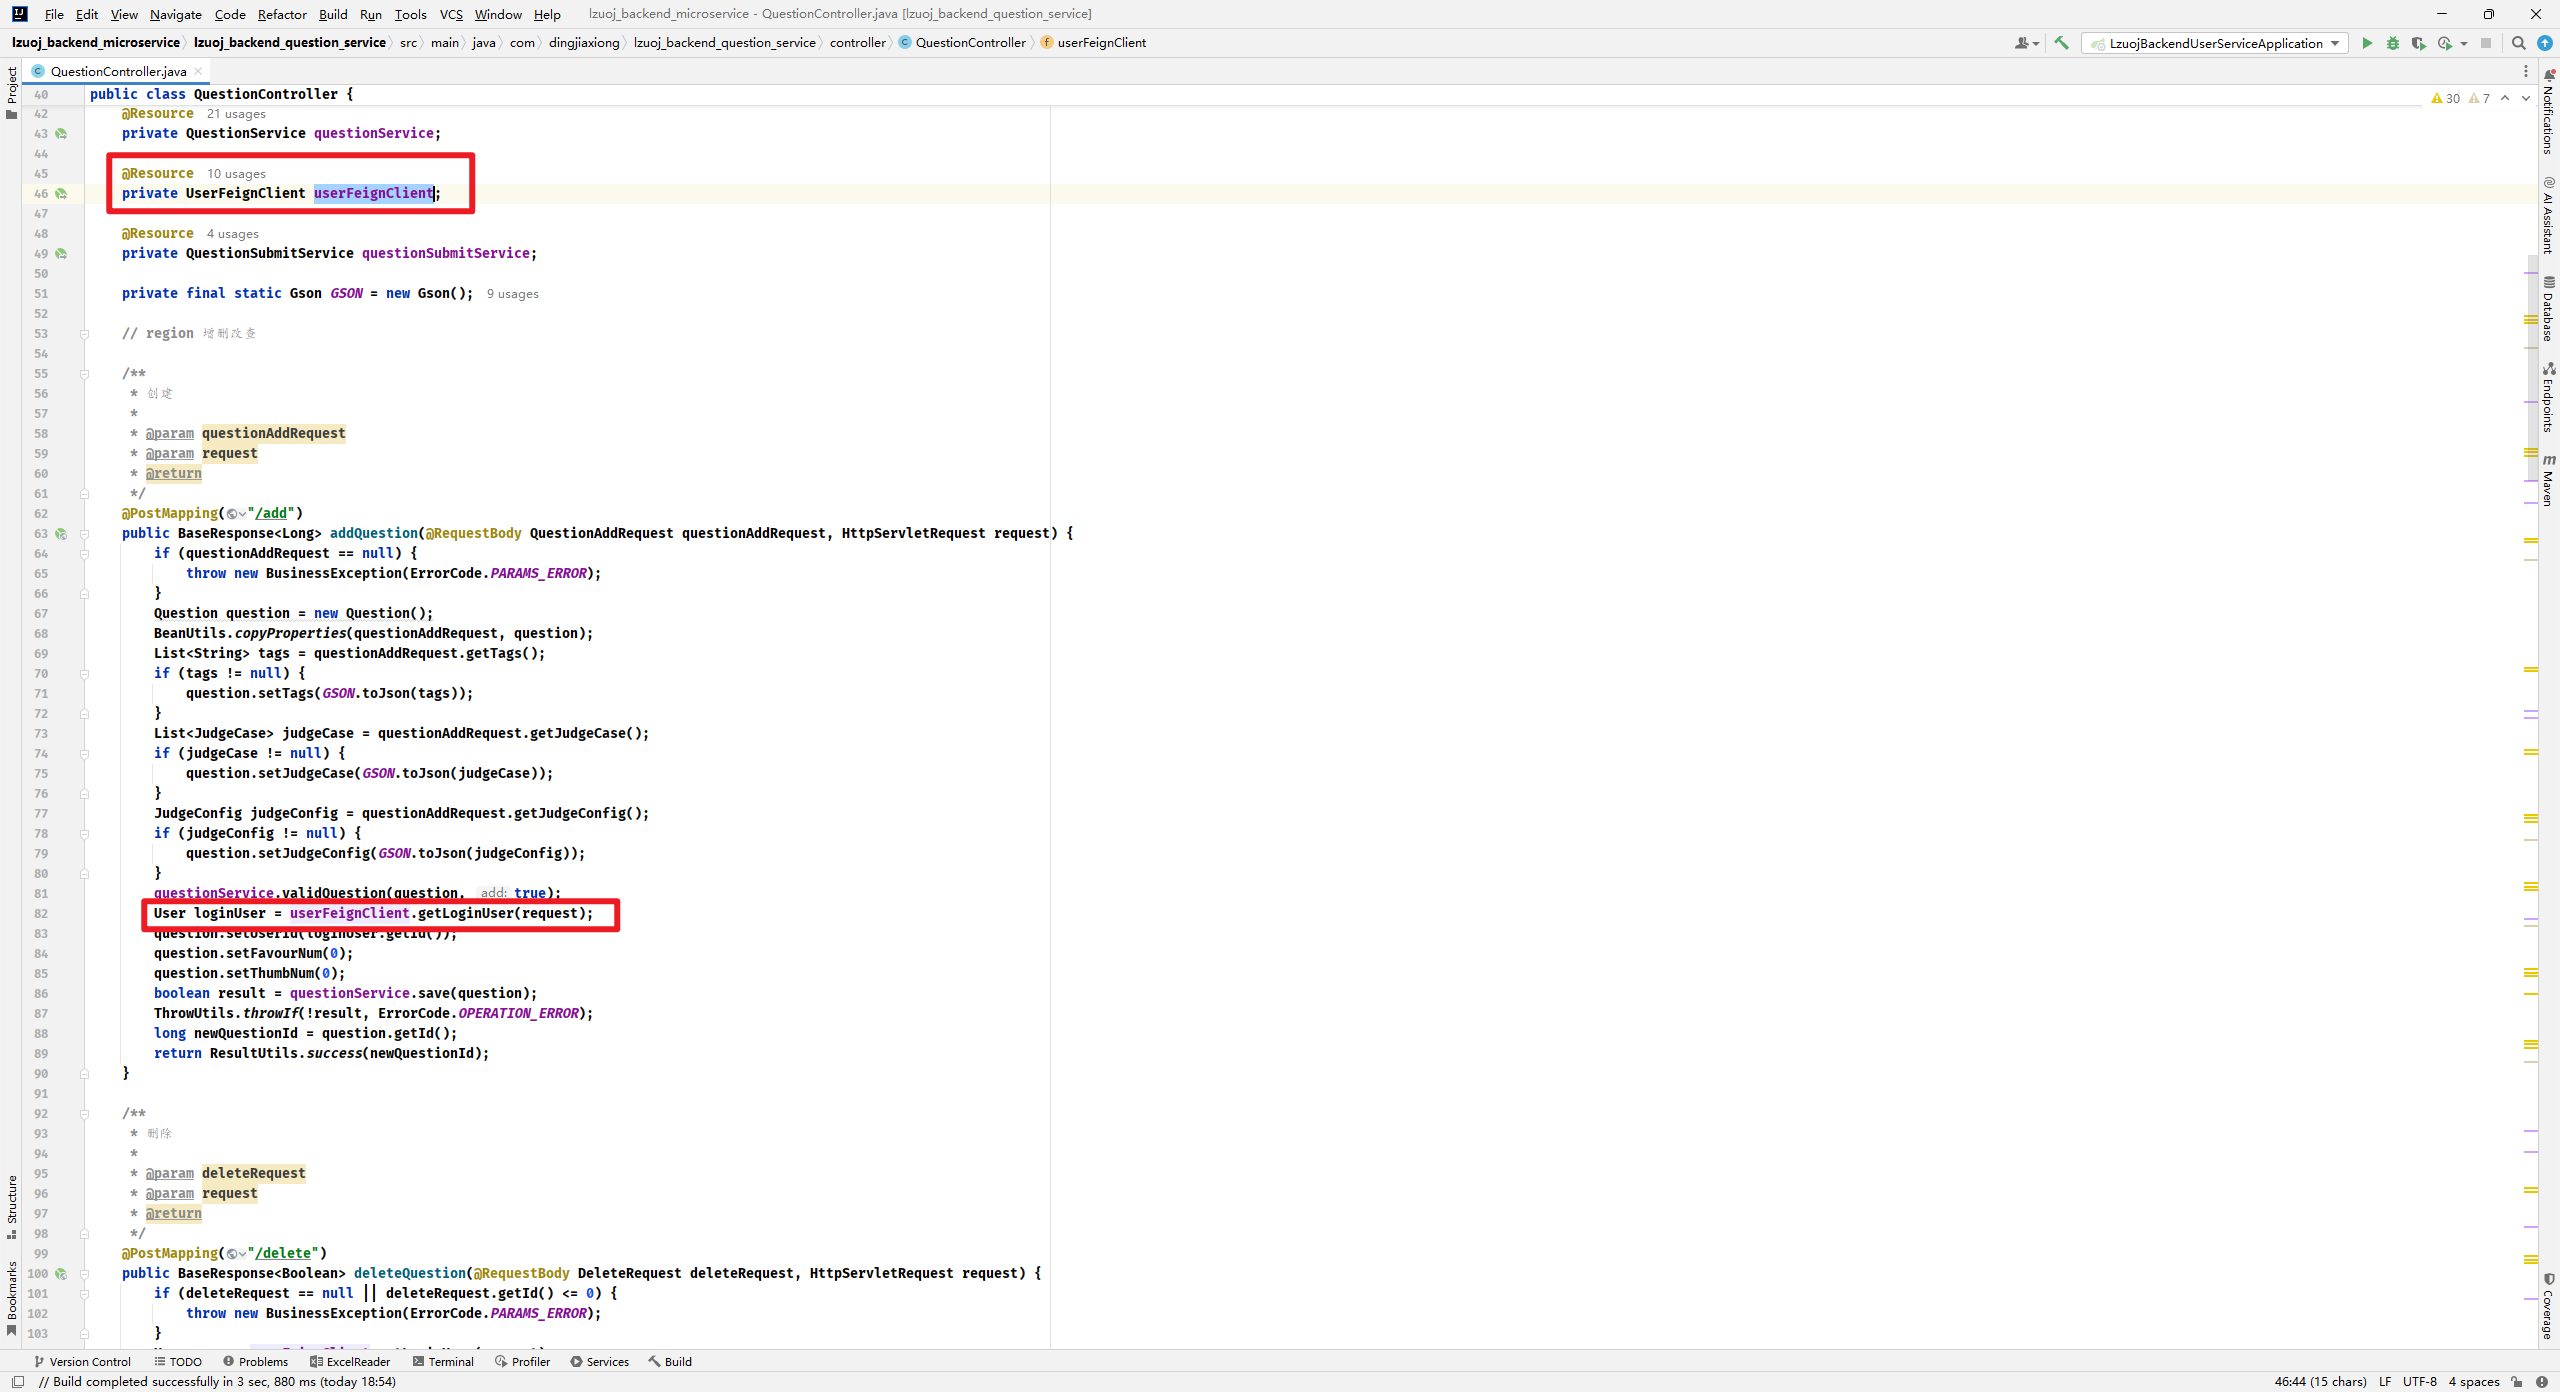 File Edit View Navigate Code Refactor Build Run Tools VCS Window Help lzuoj_backend_microservice - QuestionController.java [lzuoj_backend_question_service]
lzuoj_backend_microservice lzuoj_backend_question_service src main java com dingjiaxiong lzuoj_backend_question_service controller QuestionController userFeignClient LzuojBackendUserServiceApplication
QuestionController.java
Project
Structure
Bookmarks
30 7
40 public class QuestionController {
42 @Resource 21 usages
43 private QuestionService questionService;
44
45 @Resource 10 usages
46 private UserFeignClient userFeignClient;
47
48 @Resource 4 usages
49 private QuestionSubmitService questionSubmitService;
50
51 private final static Gson GSON = new Gson(); 9 usages
52
53 // region 增删改查
54
55 /**
56 * 创建
57 *
58 * @param questionAddRequest
59 * @param request
60 * @return
61 */
62 @PostMapping("/add")
63 public BaseResponse<Long> addQuestion(@RequestBody QuestionAddRequest questionAddRequest, HttpServletRequest request) {
64 if (questionAddRequest == null) {
65 throw new BusinessException(ErrorCode.PARAMS_ERROR);
66 }
67 Question question = new Question();
68 BeanUtils.copyProperties(questionAddRequest, question);
69 List<String> tags = questionAddRequest.getTags();
70 if (tags != null) {
71 question.setTags(GSON.toJson(tags));
72 }
73 List<JudgeCase> judgeCase = questionAddRequest.getJudgeCase();
74 if (judgeCase != null) {
75 question.setJudgeCase(GSON.toJson(judgeCase));
76 }
77 JudgeConfig judgeConfig = questionAddRequest.getJudgeConfig();
78 if (judgeConfig != null) {
79 question.setJudgeConfig(GSON.toJson(judgeConfig));
80 }
81 questionService.validQuestion(question, add: true);
82 User loginUser = userFeignClient.getLoginUser(request);
83 question.setUserId(loginUser.getId());
84 question.setFavourNum(0);
85 question.setThumbNum(0);
86 boolean result = questionService.save(question);
87 ThrowUtils.throwIf(!result, ErrorCode.OPERATION_ERROR);
88 long newQuestionId = question.getId();
89 return ResultUtils.success(newQuestionId);
90 }
91
92 /**
93 * 删除
94 *
95 * @param deleteRequest
96 * @param request
97 * @return
98 */
99 @PostMapping("/delete")
100 public BaseResponse<Boolean> deleteQuestion(@RequestBody DeleteRequest deleteRequest, HttpServletRequest request) {
101 if (deleteRequest == null || deleteRequest.getId() <= 0) {
102 throw new BusinessException(ErrorCode.PARAMS_ERROR);
103 }
Notifications
AI Assistant
Database
Endpoints
m Maven
Coverage
Version Control TODO Problems ExcelReader Terminal Profiler Services Build
// Build completed successfully in 3 sec, 880 ms (today 18:54) 46:44 (15 chars) LF UTF-8 4 spaces